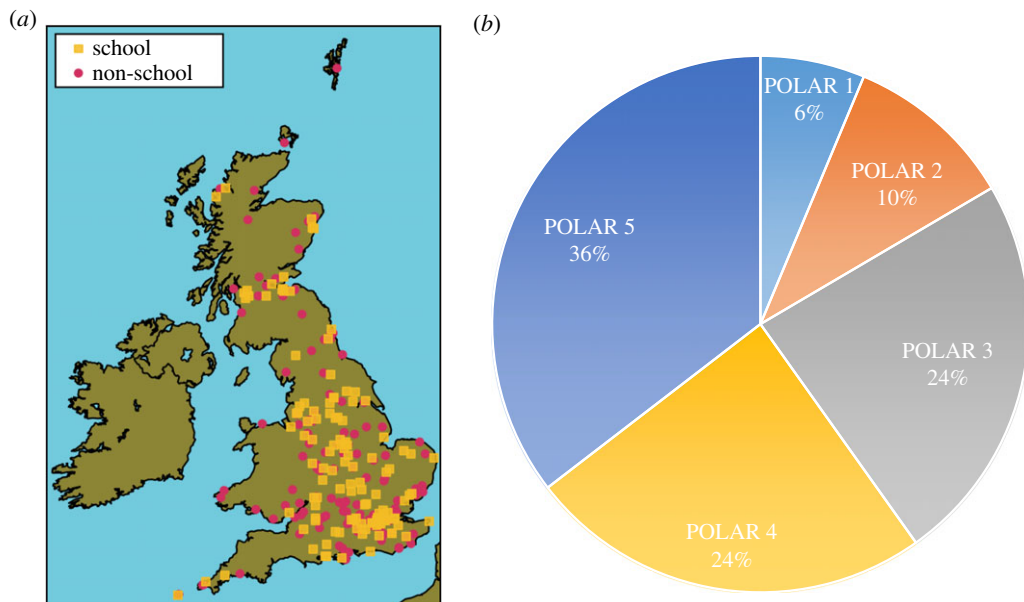 (a)
school
non-school
(b)
POLAR 1
6%
POLAR 2
10%
POLAR 3
24%
POLAR 4
24%
POLAR 5
36%